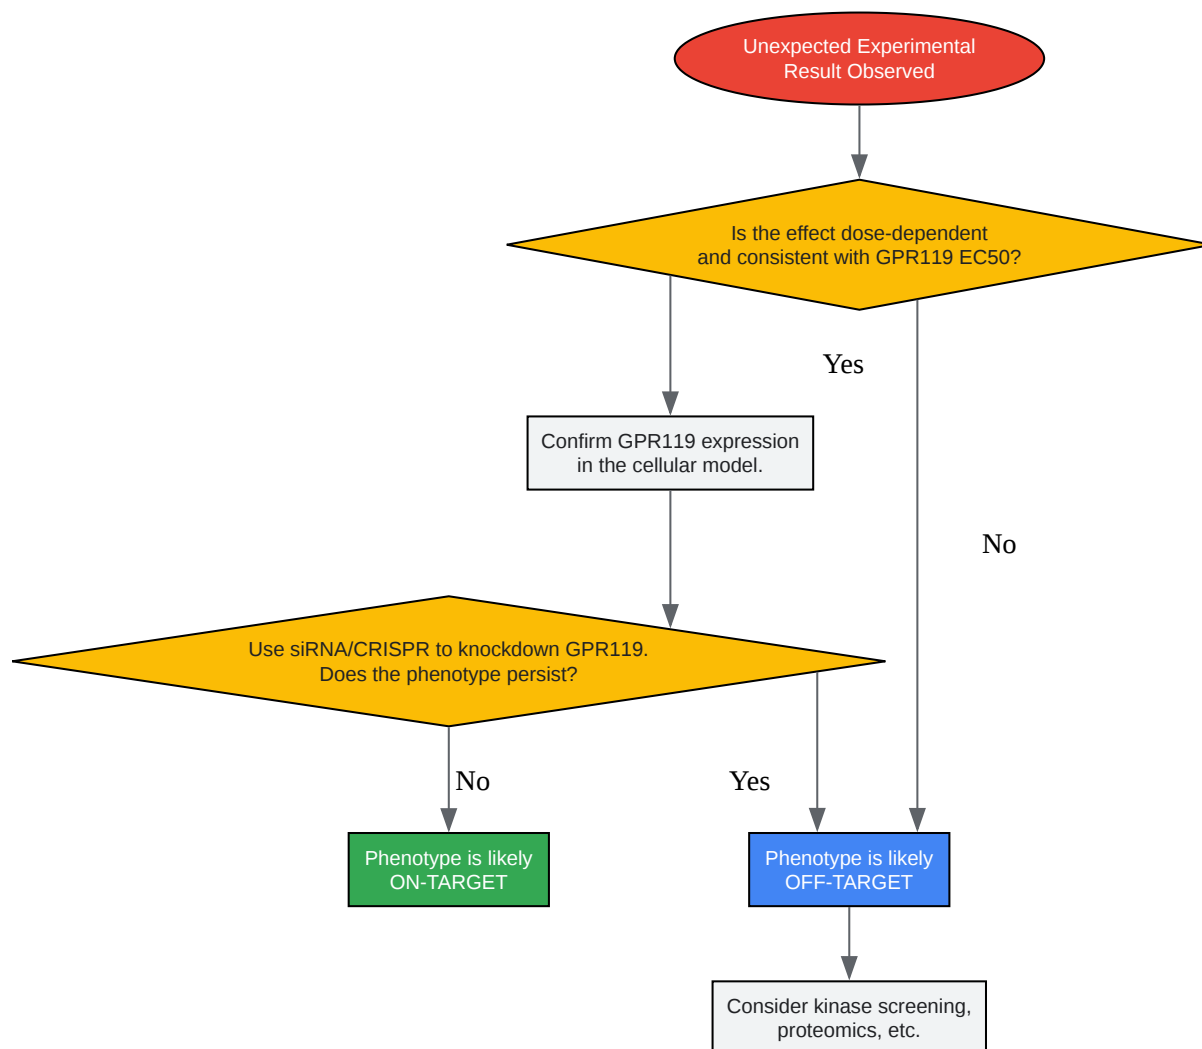 Unexpected Experimental
Result Observed
Is the effect dose-dependent
and consistent with GPR119 EC50?
Yes
Confirm GPR119 expression
in the cellular model.
No
Use siRNA/CRISPR to knockdown GPR119.
Does the phenotype persist?
No
Yes
Phenotype is likely
ON-TARGET
Phenotype is likely
OFF-TARGET
Consider kinase screening,
proteomics, etc.